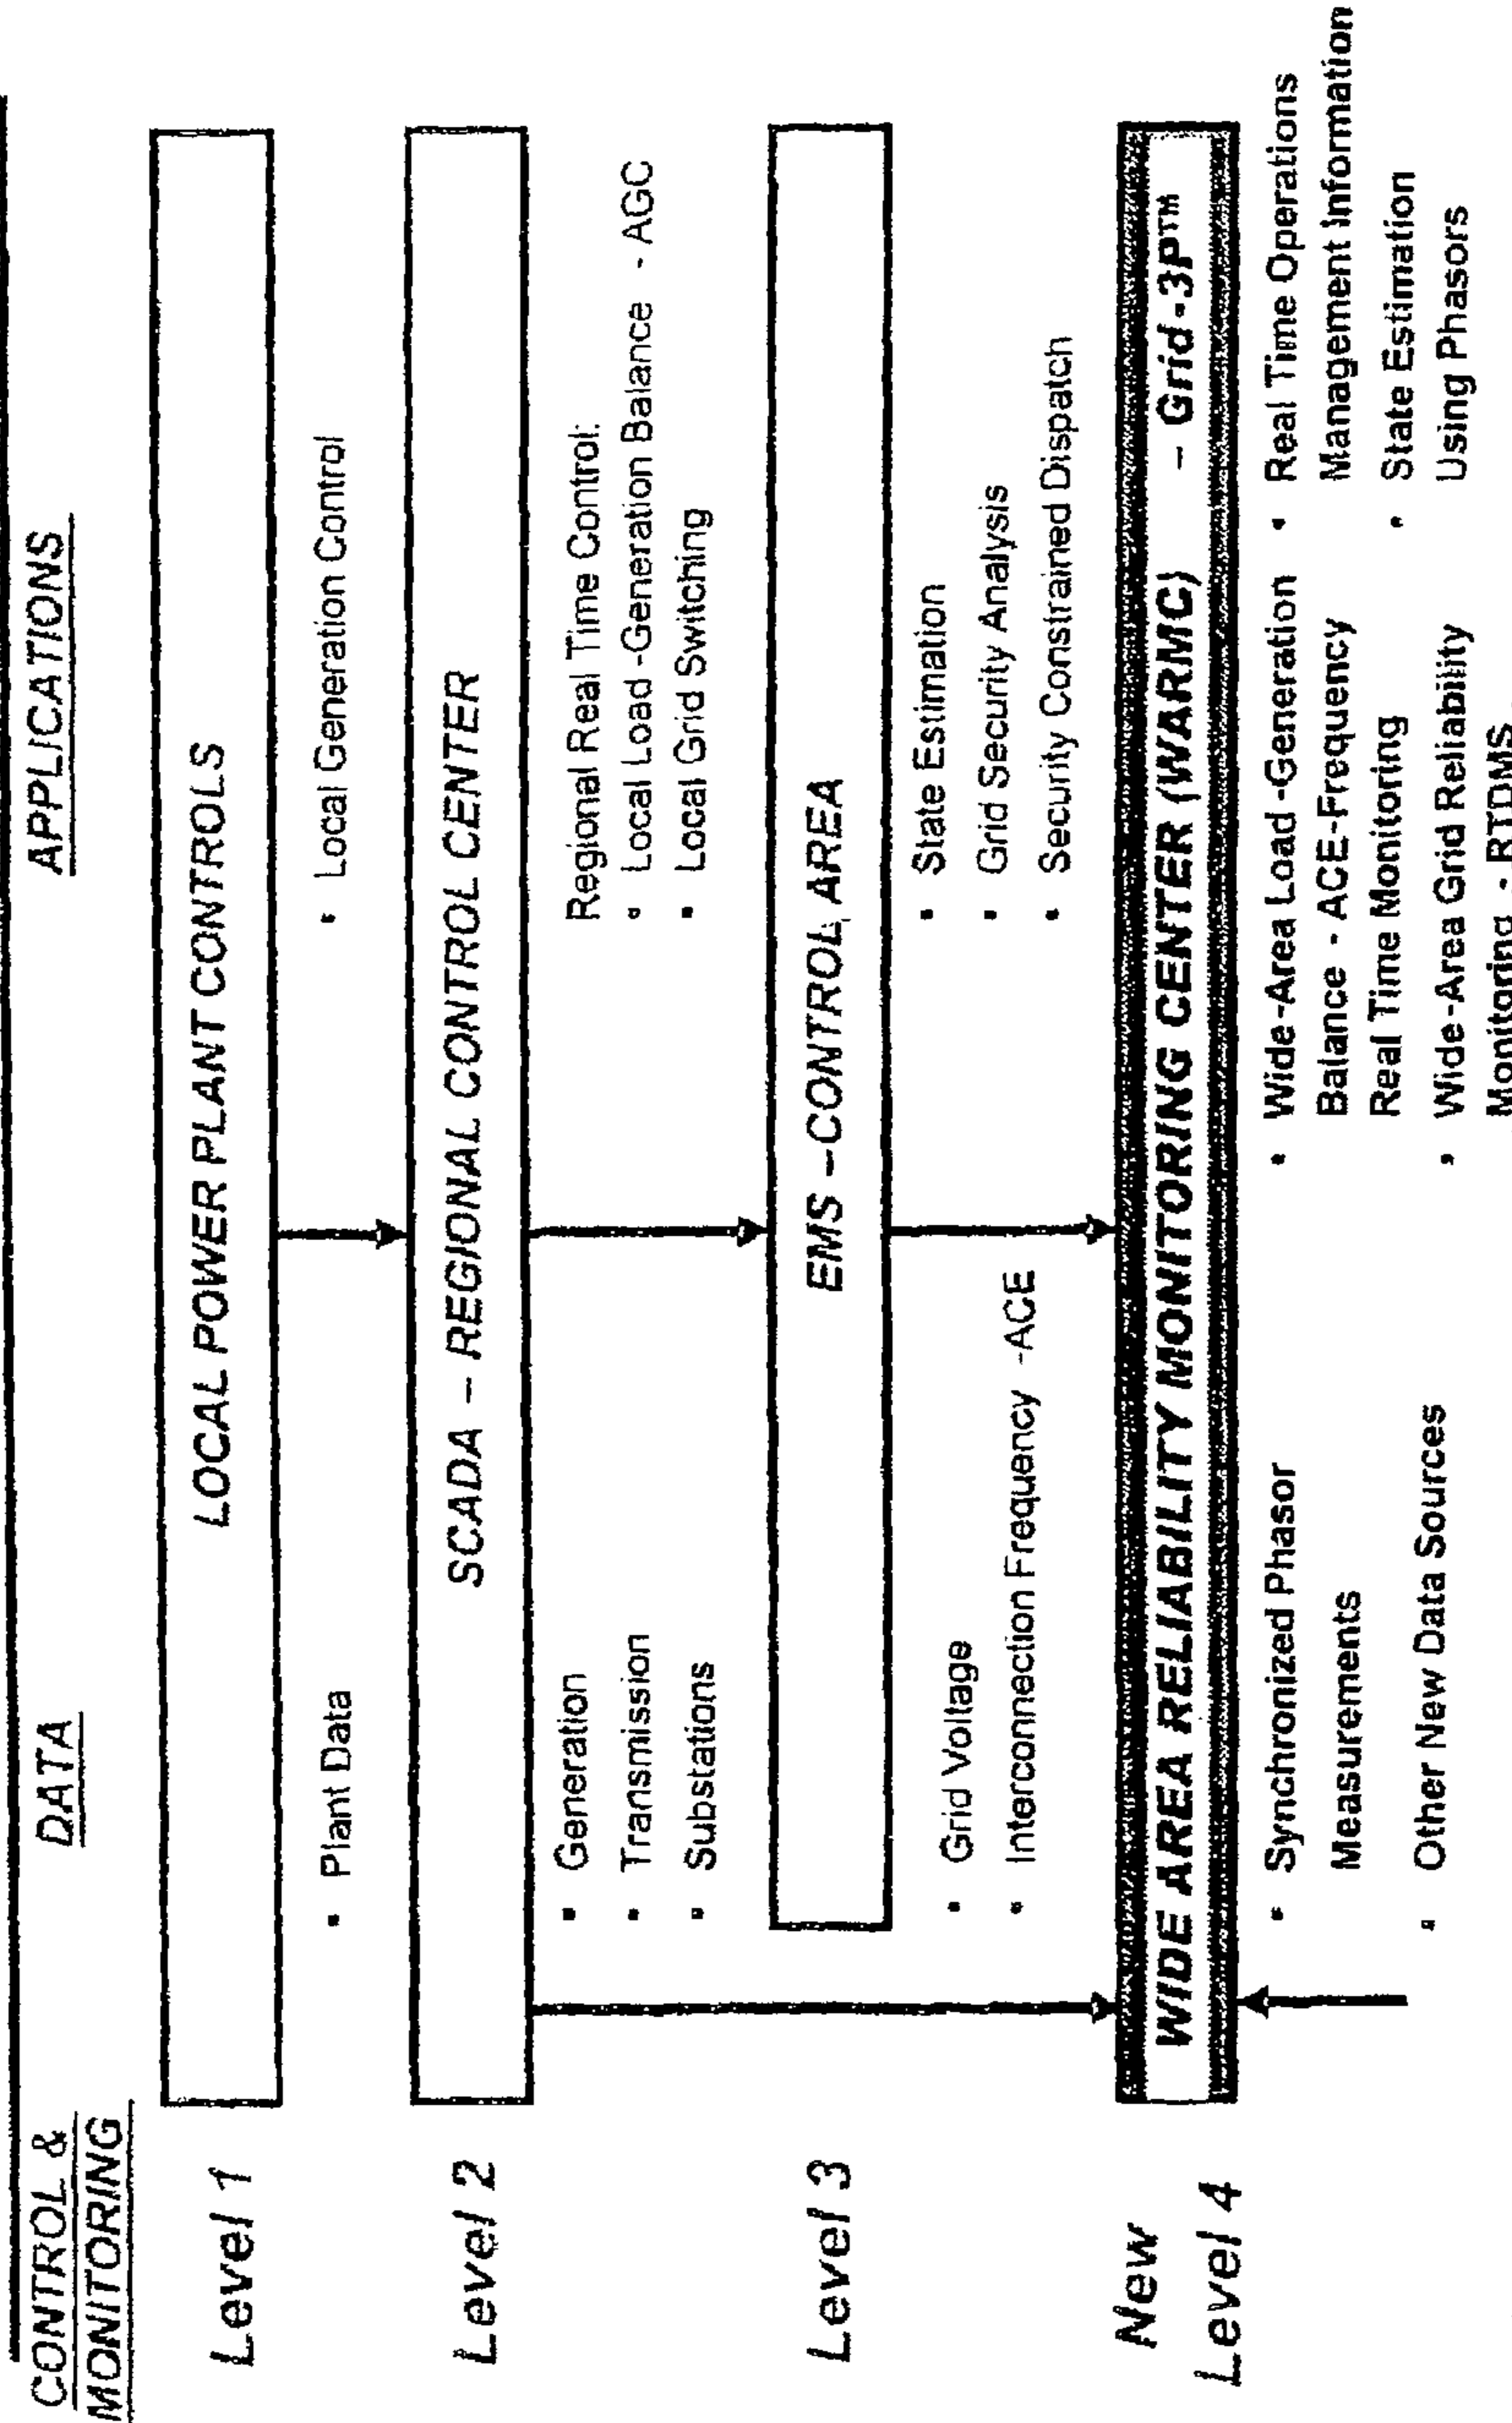 CONTROL &
MONITORING
DATA
APPLICATIONS
Level 1
LOCAL POWER PLANT CONTROLS
▪ Plant Data
▪ Local Generation Control
Level 2
SCADA – REGIONAL CONTROL CENTER
▪ Generation
▪ Transmission
▪ Substations
Regional Real Time Control:
▪ Local Load -Generation Balance - AGC
▪ Local Grid Switching
Level 3
EMS –CONTROL AREA
▪ Grid Voltage
▪ Interconnection Frequency -ACE
▪ State Estimation
▪ Grid Security Analysis
▪ Security Constrained Dispatch
New
Level 4
WIDE AREA RELIABILITY MONITORING CENTER (WARMC) – Grid-3P™
▪ Synchronized Phasor
Measurements
▪ Other New Data Sources
▪ Wide-Area Load -Generation
Balance - ACE-Frequency
Real Time Monitoring
▪ Wide-Area Grid Reliability
Monitoring - RTDMS
▪ Real Time Operations
Management Information
▪ State Estimation
Using Phasors